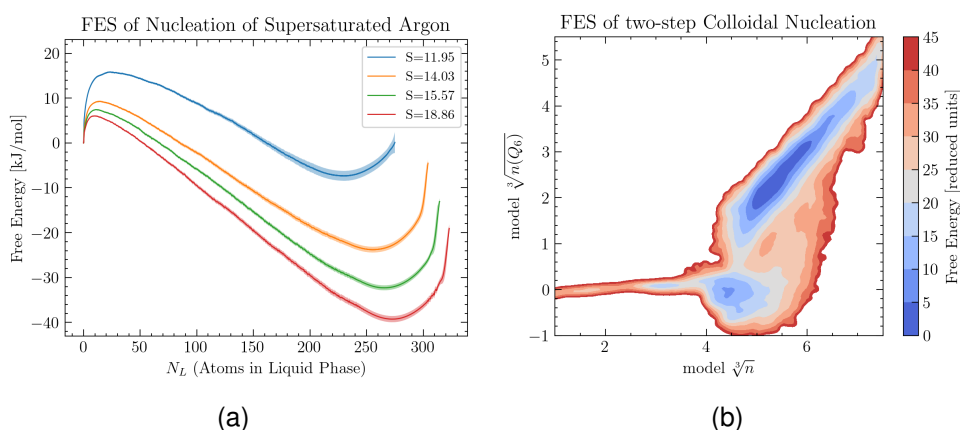 FES of Nucleation of Supersaturated Argon
Free Energy [kJ/mol]
20
10
0
−10
−20
−30
−40
S=11.95
S=14.03
S=15.57
S=18.86
0 50 100 150 200 250 300
N_L (Atoms in Liquid Phase)
(a)
FES of two-step Colloidal Nucleation
model ∛n(Q₆)
5
4
3
2
1
0
−1
2 4 6
model ∛n
45
40
35
30
25
20
15
10
5
0
Free Energy [reduced units]
(b)